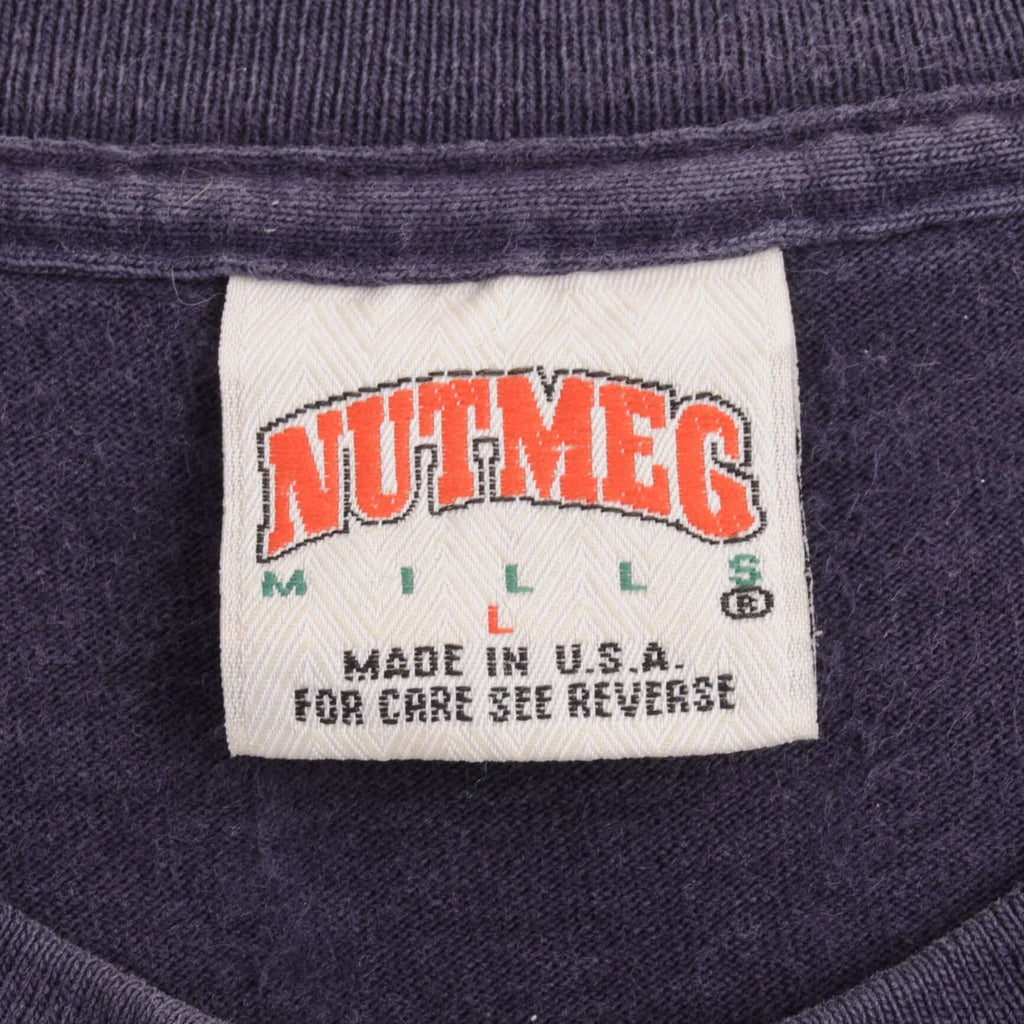 NUTMEG
MILLS
®
L
MADE IN U.S.A.
FOR CARE SEE REVERSE